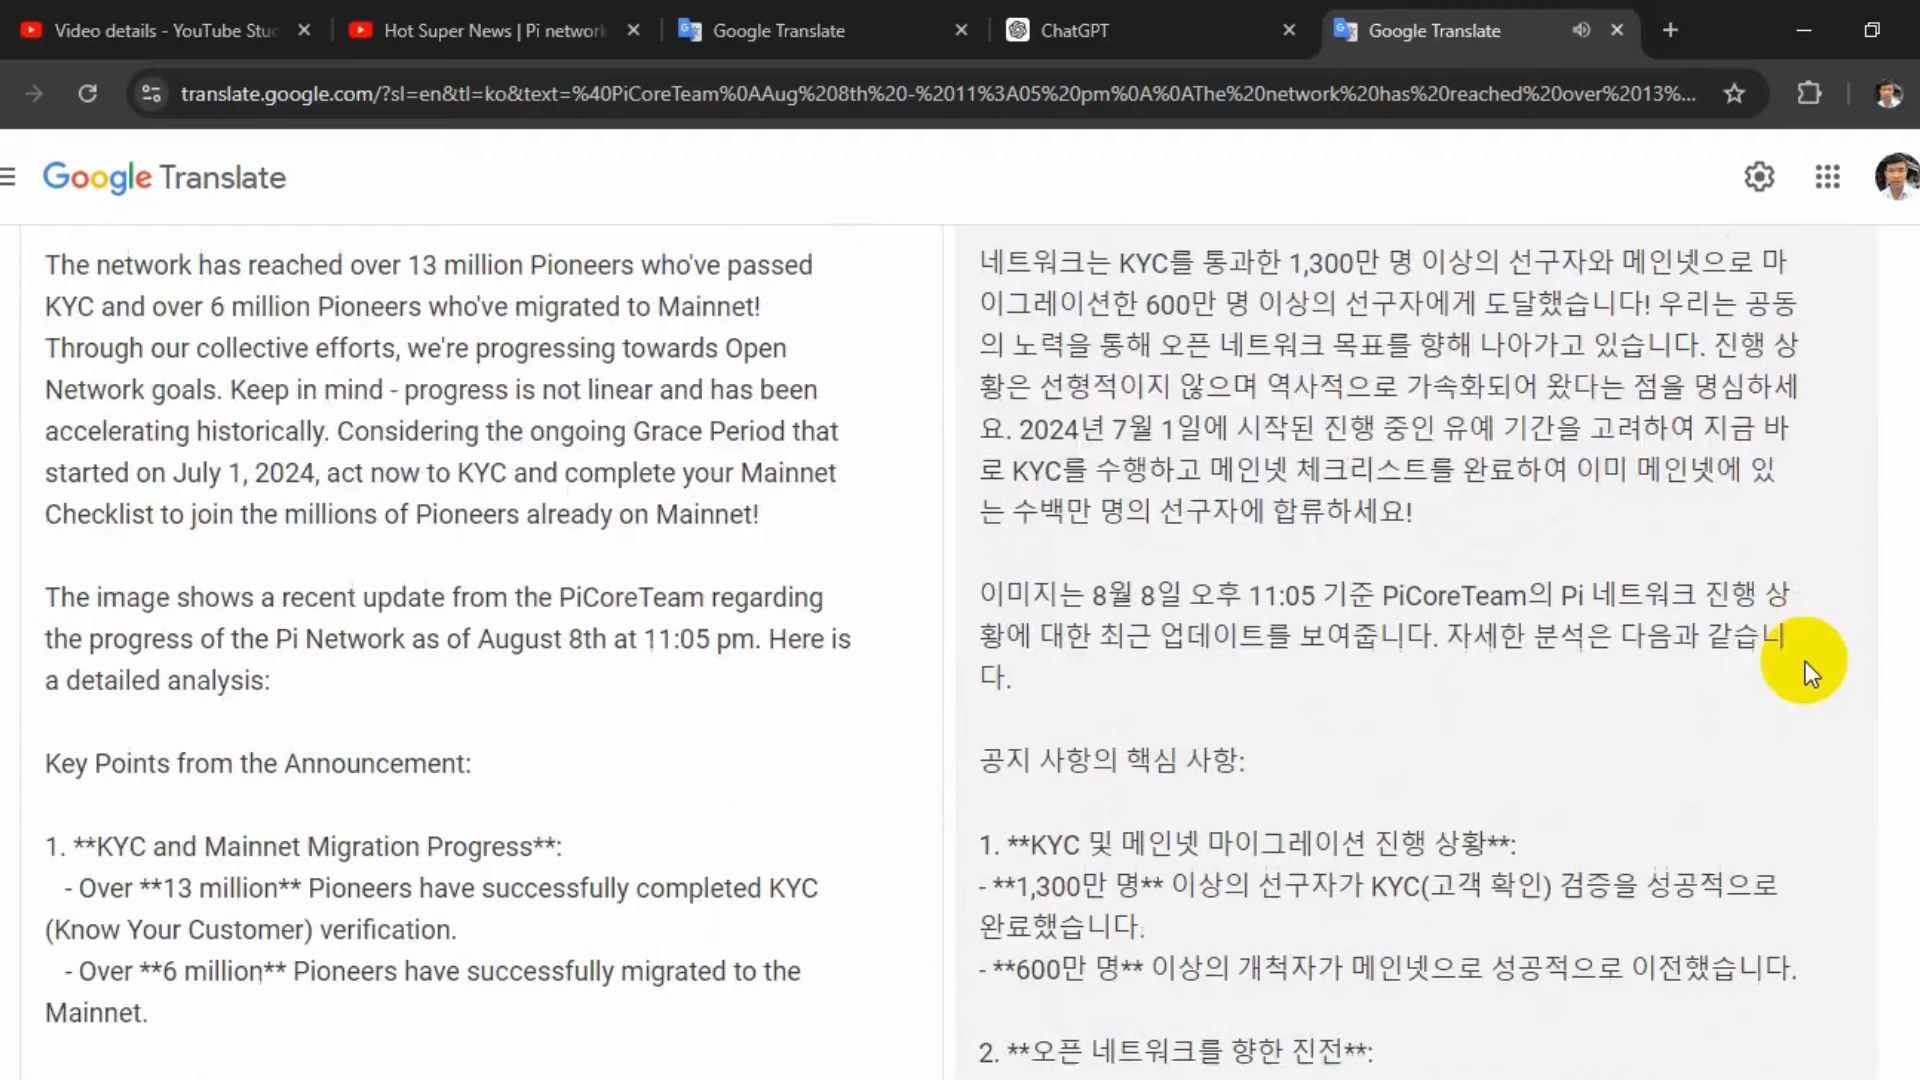 Video details - YouTube Stu
Hot Super News | Pi network
Google Translate
ChatGPT
Google Translate
translate.google.com/?sl=en&tl=ko&text=%40PiCoreTeam%0AAug%208th%20-%2011%3A05%20pm%0A%0AThe%20network%20has%20reached%20over%2013%...
Google Translate
The network has reached over 13 million Pioneers who've passed
KYC and over 6 million Pioneers who've migrated to Mainnet!
Through our collective efforts, we're progressing towards Open
Network goals. Keep in mind - progress is not linear and has been
accelerating historically. Considering the ongoing Grace Period that
started on July 1, 2024, act now to KYC and complete your Mainnet
Checklist to join the millions of Pioneers already on Mainnet!
The image shows a recent update from the PiCoreTeam regarding
the progress of the Pi Network as of August 8th at 11:05 pm. Here is
a detailed analysis:
Key Points from the Announcement:
1. **KYC and Mainnet Migration Progress**:
- Over **13 million** Pioneers have successfully completed KYC
(Know Your Customer) verification.
- Over **6 million** Pioneers have successfully migrated to the
Mainnet.
네트워크는 KYC를 통과한 1,300만 명 이상의 선구자와 메인넷으로 마
이그레이션한 600만 명 이상의 선구자에게 도달했습니다! 우리는 공동
의 노력을 통해 오픈 네트워크 목표를 향해 나아가고 있습니다. 진행 상
황은 선형적이지 않으며 역사적으로 가속화되어 왔다는 점을 명심하세
요. 2024년 7월 1일에 시작된 진행 중인 유예 기간을 고려하여 지금 바
로 KYC를 수행하고 메인넷 체크리스트를 완료하여 이미 메인넷에 있
는 수백만 명의 선구자에 합류하세요!
이미지는 8월 8일 오후 11:05 기준 PiCoreTeam의 Pi 네트워크 진행 상
황에 대한 최근 업데이트를 보여줍니다. 자세한 분석은 다음과 같습니
다.
공지 사항의 핵심 사항:
1. **KYC 및 메인넷 마이그레이션 진행 상황**:
- **1,300만 명** 이상의 선구자가 KYC(고객 확인) 검증을 성공적으로
완료했습니다.
- **600만 명** 이상의 개척자가 메인넷으로 성공적으로 이전했습니다.
2. **오픈 네트워크를 향한 진전**: